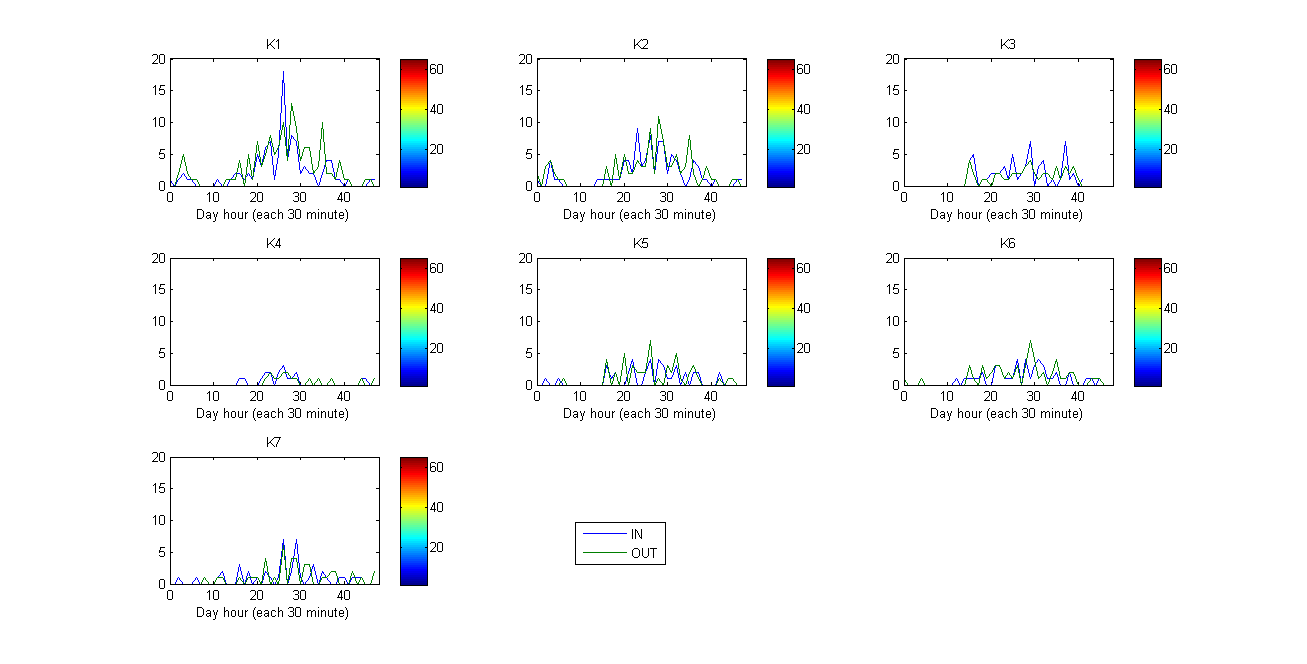 K1 K2 K3
20 60 20 60 20 60
15 15 15
10 40 10 40 10 40
5 20 5 20 5 20
0 0 0
0 10 20 30 40 0 10 20 30 40 0 10 20 30 40
Day hour (each 30 minute) Day hour (each 30 minute) Day hour (each 30 minute)
K4 K5 K6
20 60 20 60 20 60
15 15 15
10 40 10 40 10 40
5 20 5 20 5 20
0 0 0
0 10 20 30 40 0 10 20 30 40 0 10 20 30 40
Day hour (each 30 minute) Day hour (each 30 minute) Day hour (each 30 minute)
K7
20 60
15
10 40
5 20
0
0 10 20 30 40
Day hour (each 30 minute)
IN
OUT